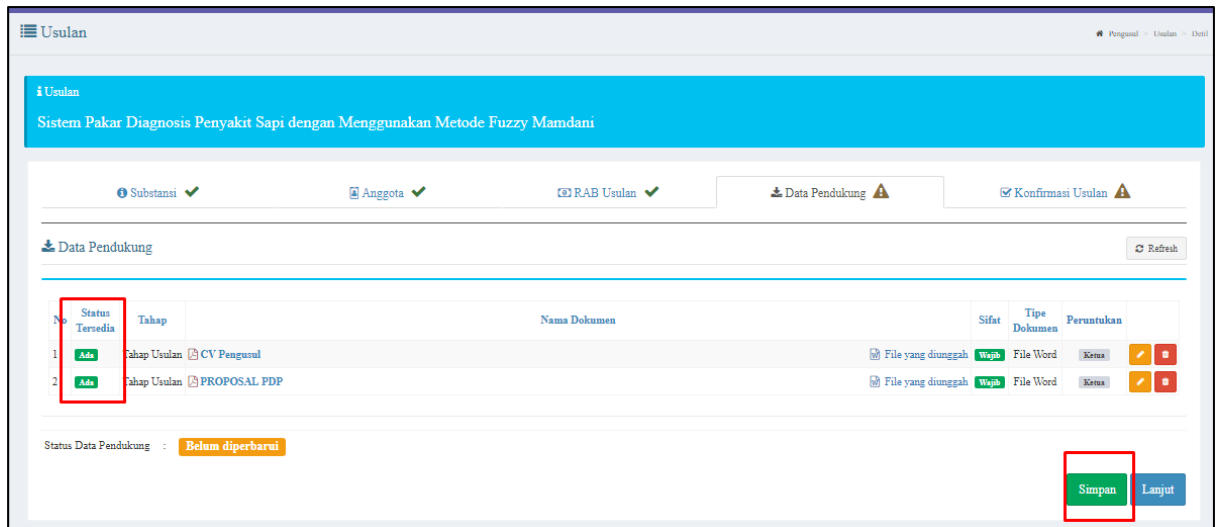 Usulan
Pengusul > Usulan > Detil
Usulan
Sistem Pakar Diagnosis Penyakit Sapi dengan Menggunakan Metode Fuzzy Mamdani
Substansi Anggota RAB Usulan Data Pendukung Konfirmasi Usulan
Data Pendukung Refresh
No Status Tersedia Tahap Nama Dokumen Sifat Tipe Dokumen Peruntukan
1 Ada Tahap Usulan CV Pengusul File yang diunggah Wajib File Word Ketua
2 Ada Tahap Usulan PROPOSAL PDP File yang diunggah Wajib File Word Ketua
Status Data Pendukung : Belum diperbarui
Simpan Lanjut